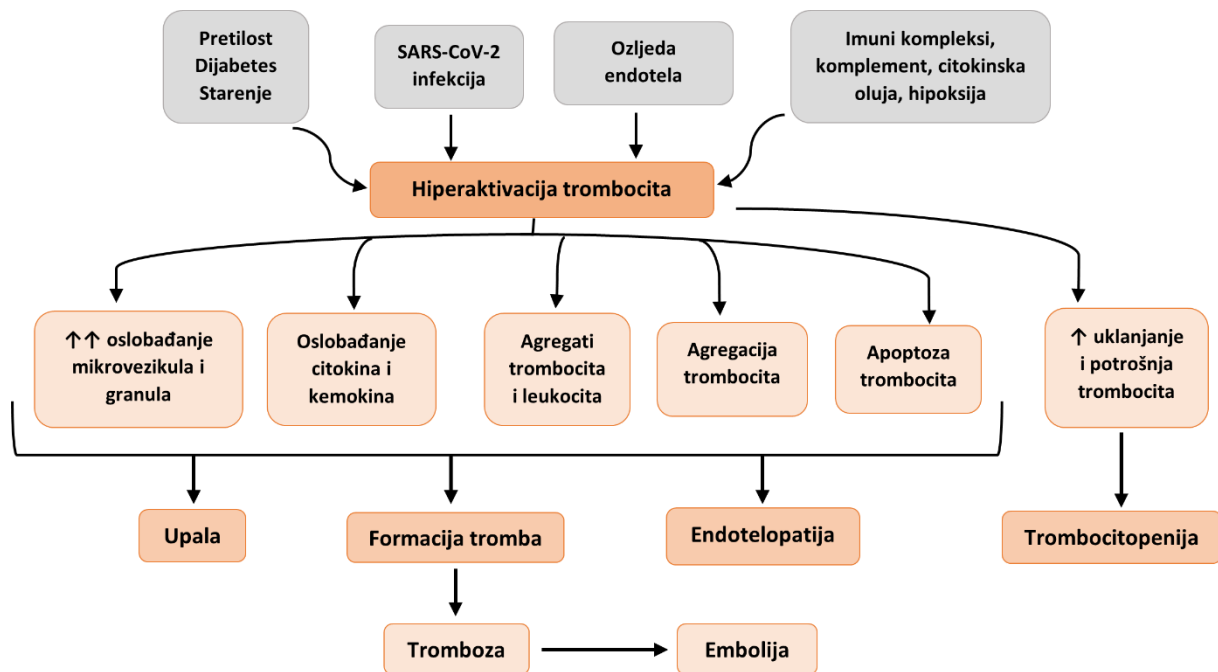 Pretilost
Dijabetes
Starenje
SARS-CoV-2
infekcija
Ozljeda
endotela
Imuni kompleksi,
komplement, citokinska
oluja, hipoksija
Hiperaktivacija trombocita
↑↑ oslobađanje
mikrovezikula i
granula
Oslobađanje
citokina i
kemokina
Agregati
trombocita
i leukocita
Agregacija
trombocita
Apoptoza
trombocita
↑ uklanjanje
i potrošnja
trombocita
Upala
Formacija tromba
Endotelopatija
Trombocitopenija
Tromboza
Embolija